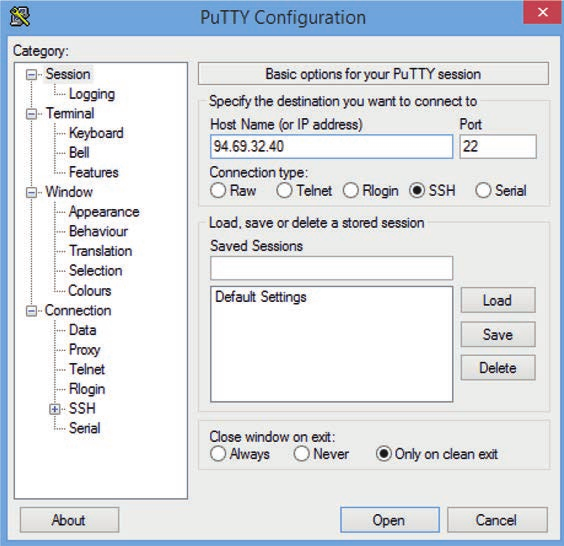 PuTTY Configuration
Category:
Session
Logging
Terminal
Keyboard
Bell
Features
Window
Appearance
Behaviour
Translation
Selection
Colours
Connection
Data
Proxy
Telnet
Rlogin
SSH
Serial
Basic options for your PuTTY session
Specify the destination you want to connect to
Host Name (or IP address) Port
94.69.32.40 22
Connection type:
Raw Telnet Rlogin SSH Serial
Load, save or delete a stored session
Saved Sessions
Default Settings
Load
Save
Delete
Close window on exit:
Always Never Only on clean exit
About Open Cancel